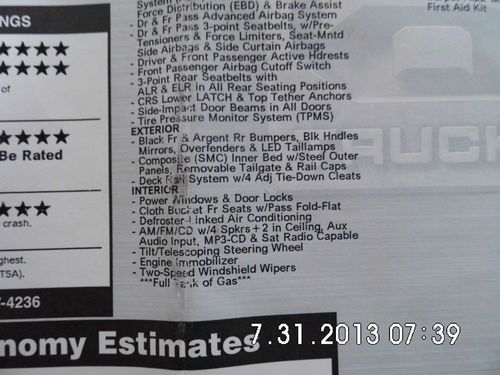 First Aid Kit
Force Distribution (EBD) & Brake Assist
- Dr & Fr Pass Advanced Airbag System
- Dr & Fr Pass 3-point Seatbelts, w/Pre-
Tensioners & Force Limiters, Seat-Mntd
Side Airbags & Side Curtain Airbags
- Driver & Front Passenger Active Hdrests
- Front Passenger Airbag Cutoff Switch
- 3-Point Rear Seatbelts with
ALR & ELR in All Rear Seating Positions
- CRS Lower LATCH & Top Tether Anchors
- Side-Impact Door Beams in All Doors
- Tire Pressure Monitor System (TPMS)
EXTERIOR
- Black Fr & Argent Rr Bumpers, Blk Hndles
Mirrors, Overfenders & LED Taillamps
- Composite (SMC) Inner Bed w/Steel Outer
Panels, Removable Tailgate & Rail Caps
- Deck Rail System w/4 Adj Tie-Down Cleats
INTERIOR
- Power Windows & Door Locks
- Cloth Bucket Fr Seats w/Pass Fold-Flat
- Defroster-Linked Air Conditioning
- AM/FM/CD w/4 Spkrs+2 in Ceiling, Aux
Audio Input, MP3-CD & Sat Radio Capable
- Tilt/Telescoping Steering Wheel
- Engine Immobilizer
- Two-Speed Windshield Wipers
***Full Tank of Gas***
NGS
★★★★
★★★★
of
★★★★
Be Rated
★★★
crash.
ghest.
TSA).
-4236
RUCK
nomy Estimates
7.31.2013 07:39